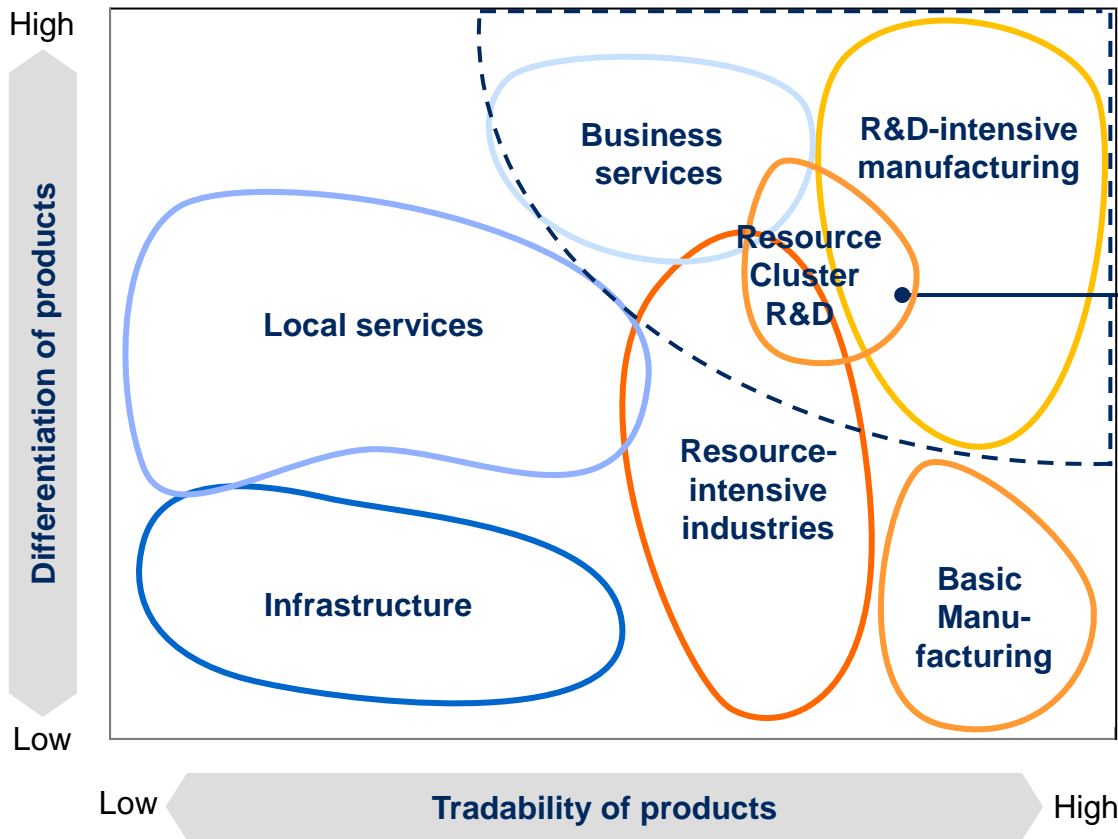 High
Differentiation of products
Low
Business
services
R&D-intensive
manufacturing
Resource
Cluster
R&D
Local services
Resource-
intensive
industries
Infrastructure
Basic
Manu-
facturing
Low
Tradability of products
High